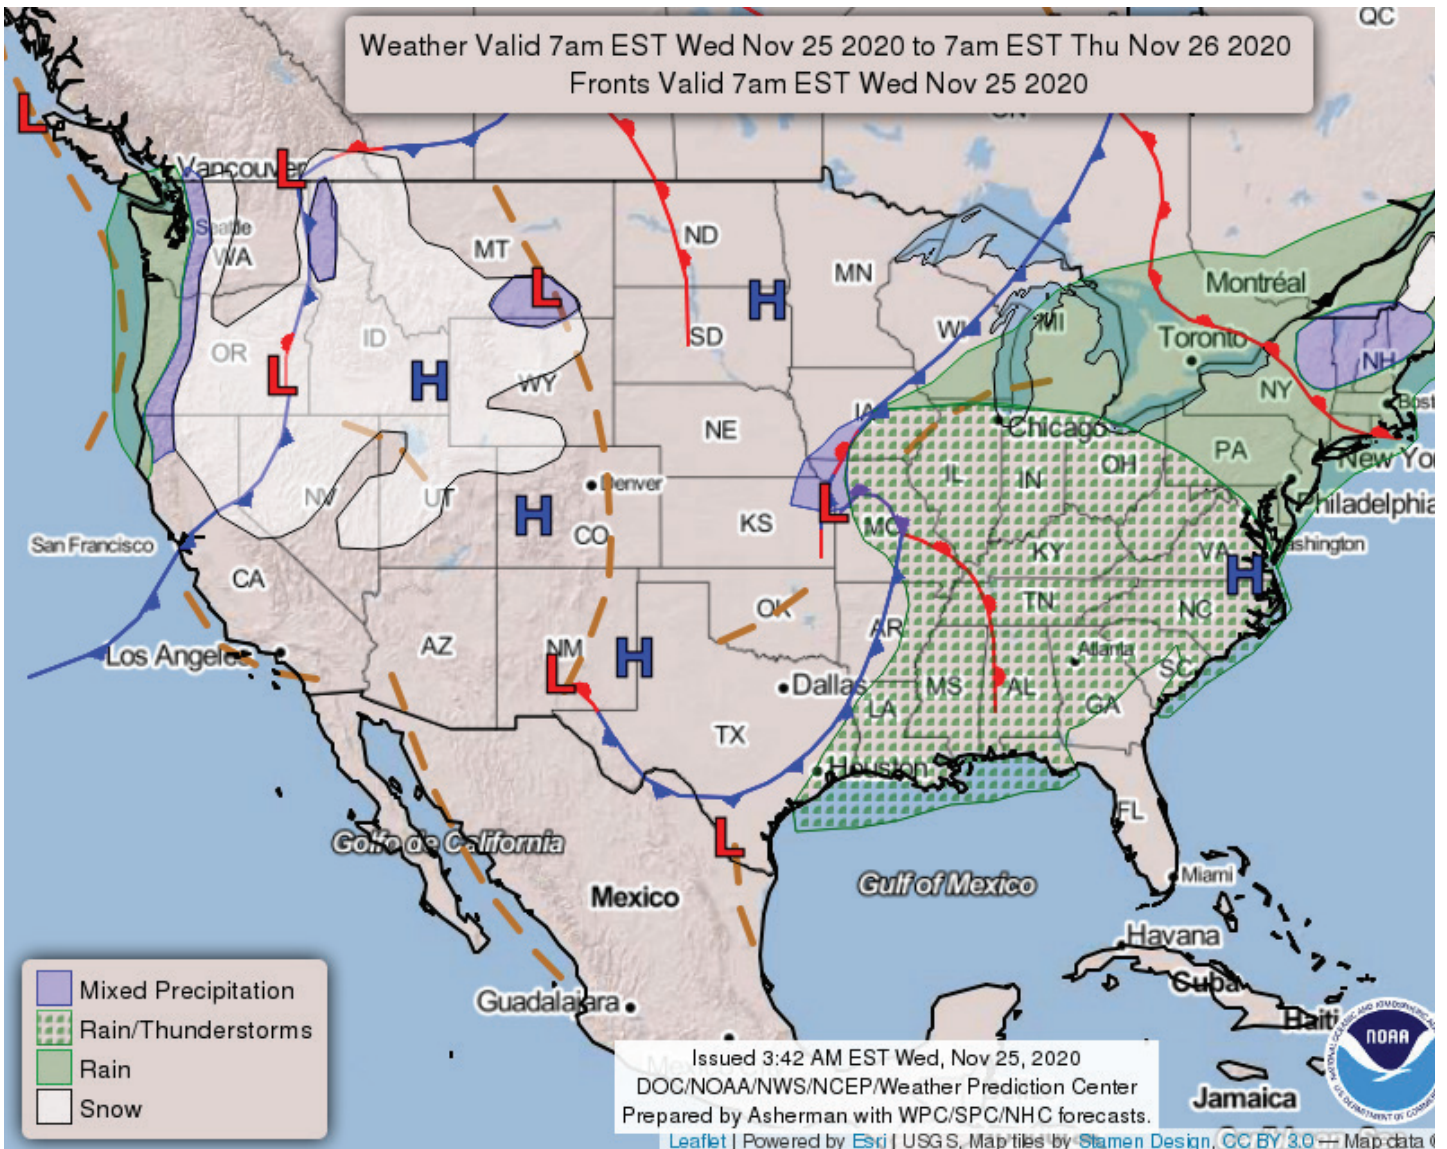 Weather Valid 7am EST Wed Nov 25 2020 to 7am EST Thu Nov 26 2020
Fronts Valid 7am EST Wed Nov 25 2020
QC
L
Vancouver
L
Seattle
WA
MT
ND
MN
Montréal
L
H
OR
ID
SD
WI
MI
Toronto
NH
L
H
WY
NY
Bost
IA
Chicago
NE
PA
New Yor
IL
IN
OH
NV
UT
Denver
Philadelphia
H
L
KS
MO
San Francisco
CO
KY
VA
ashington
CA
H
OK
TN
NC
Los Angeles
AZ
NM
H
AR
Atlanta
L
Dallas
MS
AL
SC
LA
GA
TX
Houston
FL
L
Golfo de California
Mexico
Gulf of Mexico
Miami
Havana
Cuba
Guadalajara
Haiti
Jamaica
NOAA
Mixed Precipitation
Rain/Thunderstorms
Rain
Snow
Issued 3:42 AM EST Wed, Nov 25, 2020
DOC/NOAA/NWS/NCEP/Weather Prediction Center
Prepared by Asherman with WPC/SPC/NHC forecasts.
Leaflet | Powered by Esri | USGS, Map tiles by Stamen Design, CC BY 3.0 — Map data ©